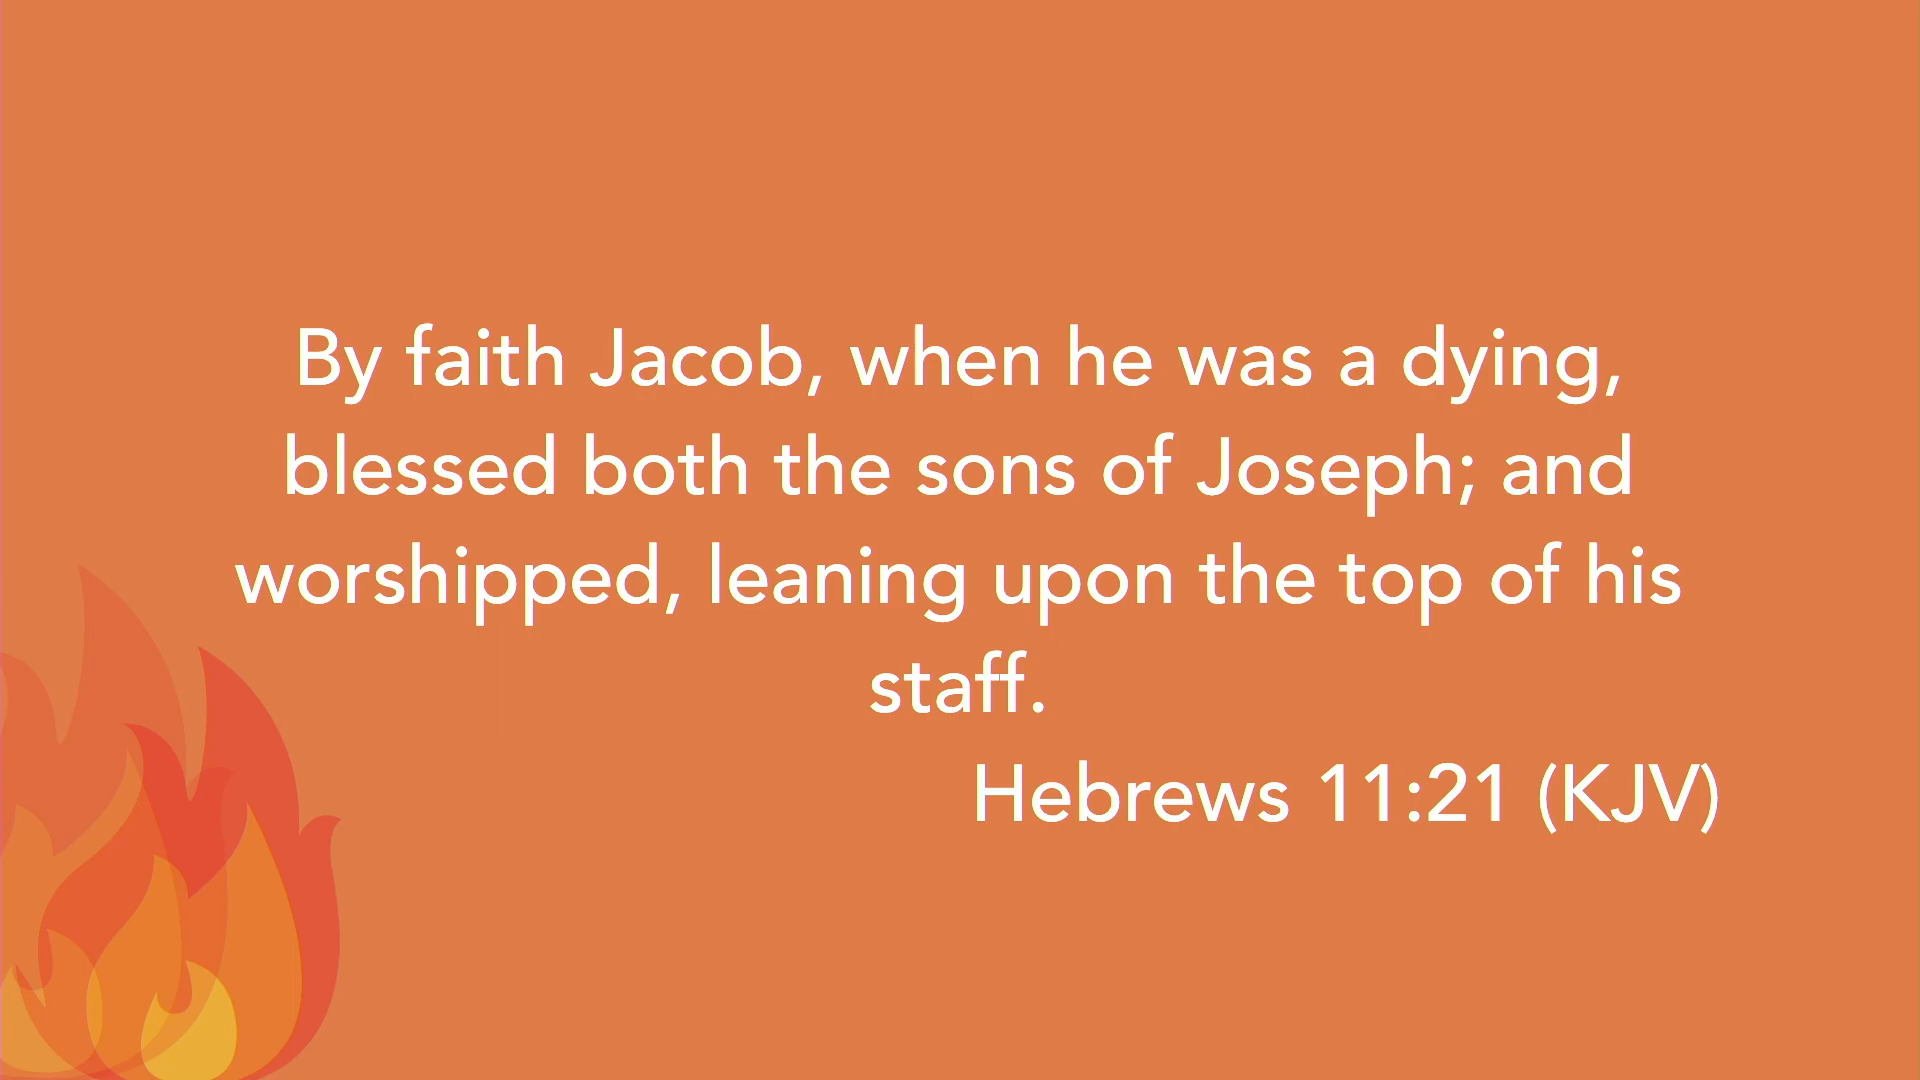 By faith Jacob, when he was a dying,
blessed both the sons of Joseph; and
worshipped, leaning upon the top of his
staff.
Hebrews 11:21 (KJV)